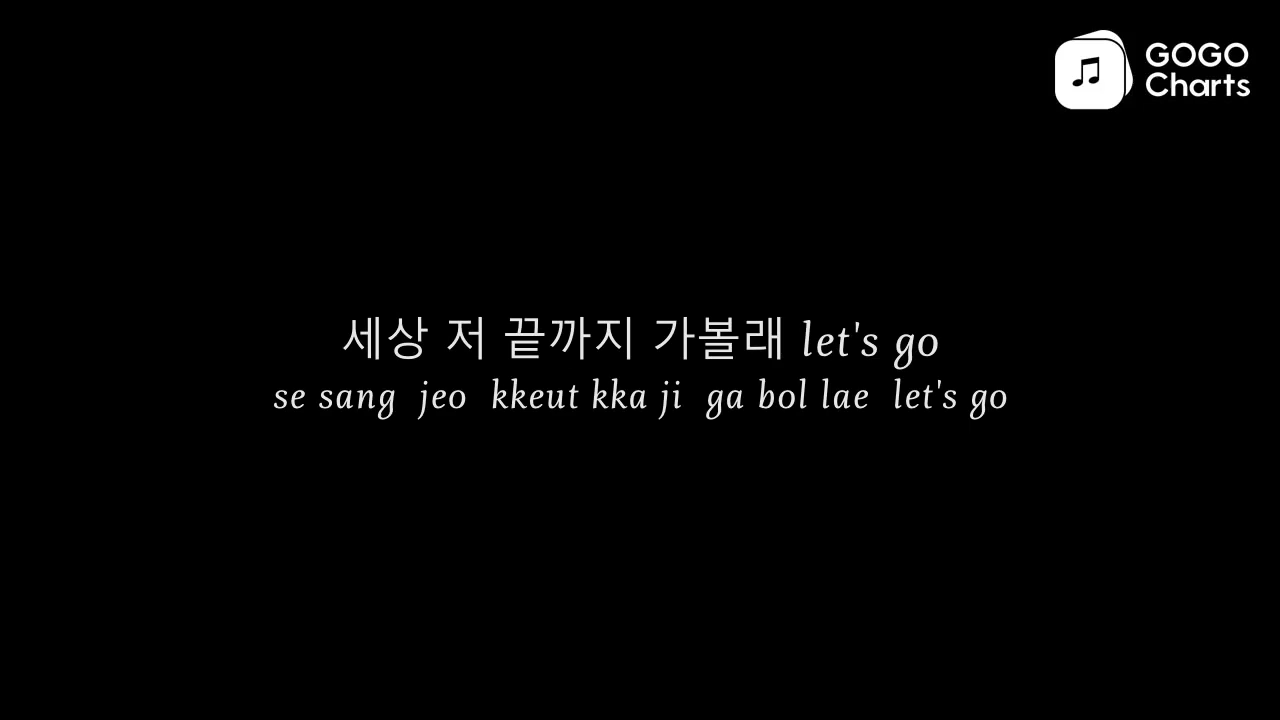 GOGO
Charts
세상 저 끝까지 가볼래 let's go
se sang jeo kkeut kka ji ga bol lae let's go